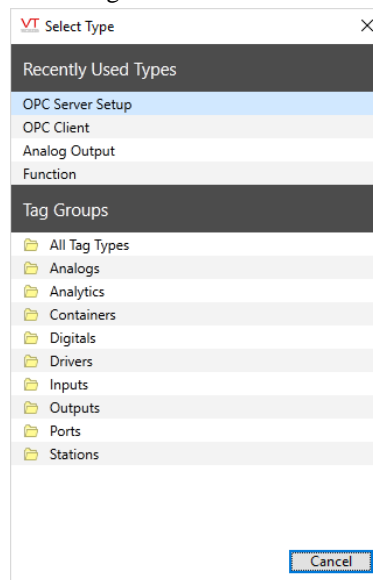 VT Select Type
Recently Used Types
OPC Server Setup
OPC Client
Analog Output
Function
Tag Groups
All Tag Types
Analogs
Analytics
Containers
Digitals
Drivers
Inputs
Outputs
Ports
Stations
Cancel